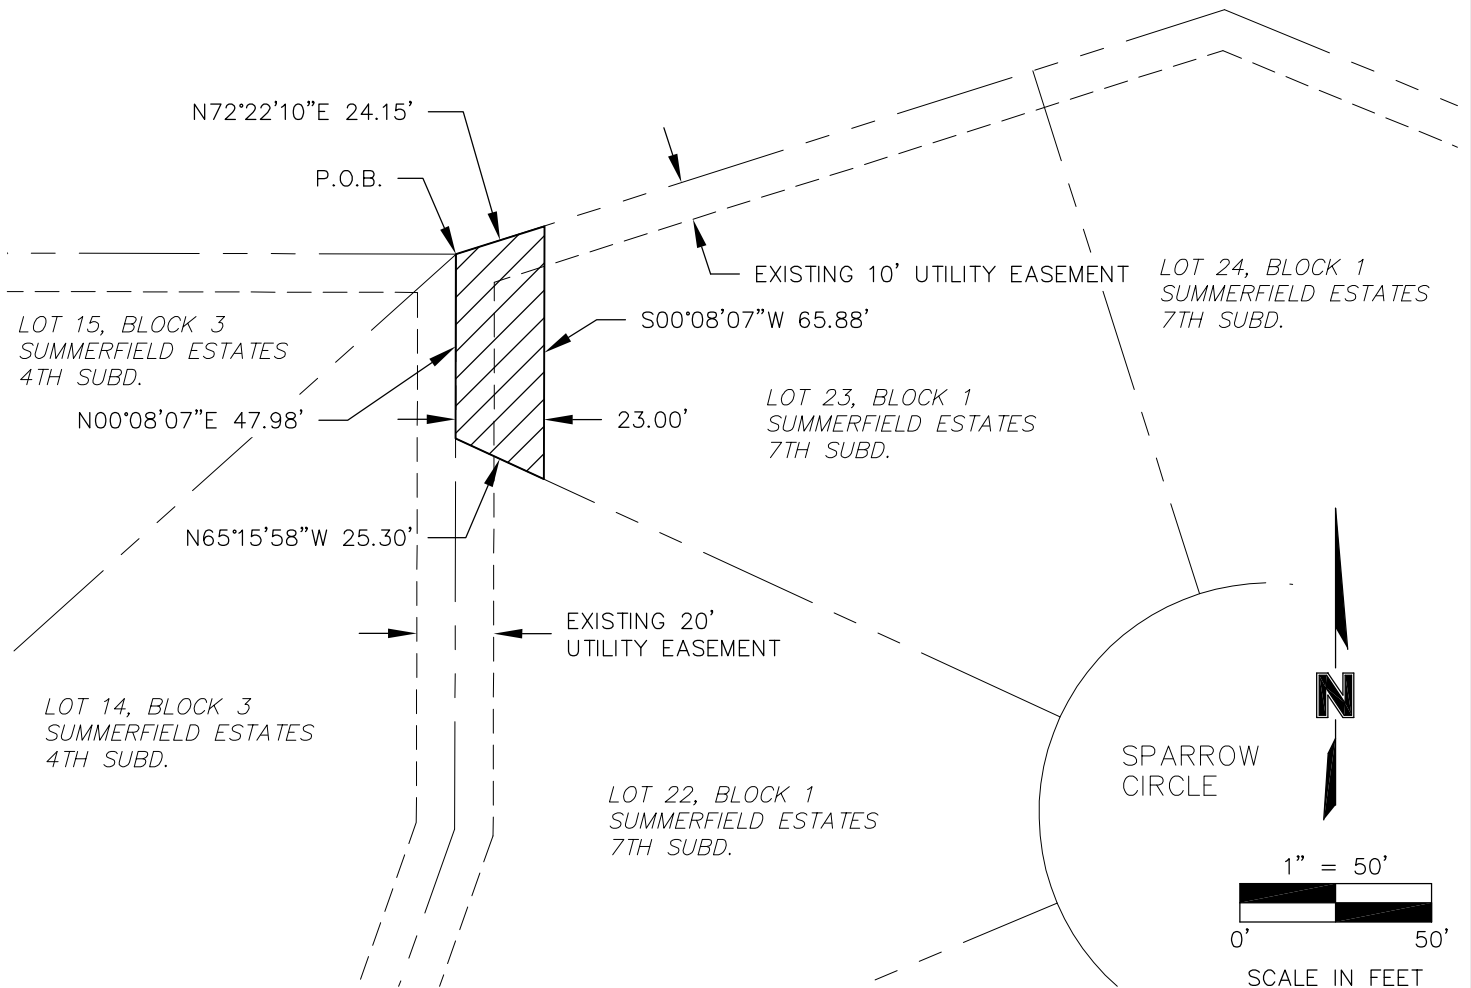 N72°22'10"E 24.15'
P.O.B.
EXISTING 10' UTILITY EASEMENT
LOT 24, BLOCK 1
SUMMERFIELD ESTATES
7TH SUBD.
LOT 15, BLOCK 3
SUMMERFIELD ESTATES
4TH SUBD.
S00°08'07"W 65.88'
N00°08'07"E 47.98'
23.00'
LOT 23, BLOCK 1
SUMMERFIELD ESTATES
7TH SUBD.
N65°15'58"W 25.30'
EXISTING 20'
UTILITY EASEMENT
N
LOT 14, BLOCK 3
SUMMERFIELD ESTATES
4TH SUBD.
SPARROW
CIRCLE
LOT 22, BLOCK 1
SUMMERFIELD ESTATES
7TH SUBD.
1" = 50'
0' 50'
SCALE IN FEET